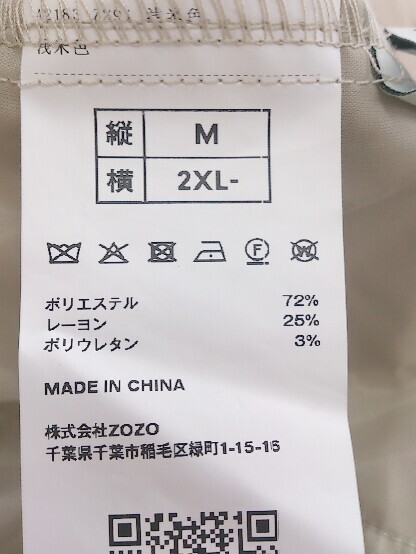 浅木色
縦 M
横 2XL-
F
W
ポリエステル 72%
レーヨン 25%
ポリウレタン 3%
MADE IN CHINA
株式会社ZOZO
千葉県千葉市稲毛区緑町1-15-16